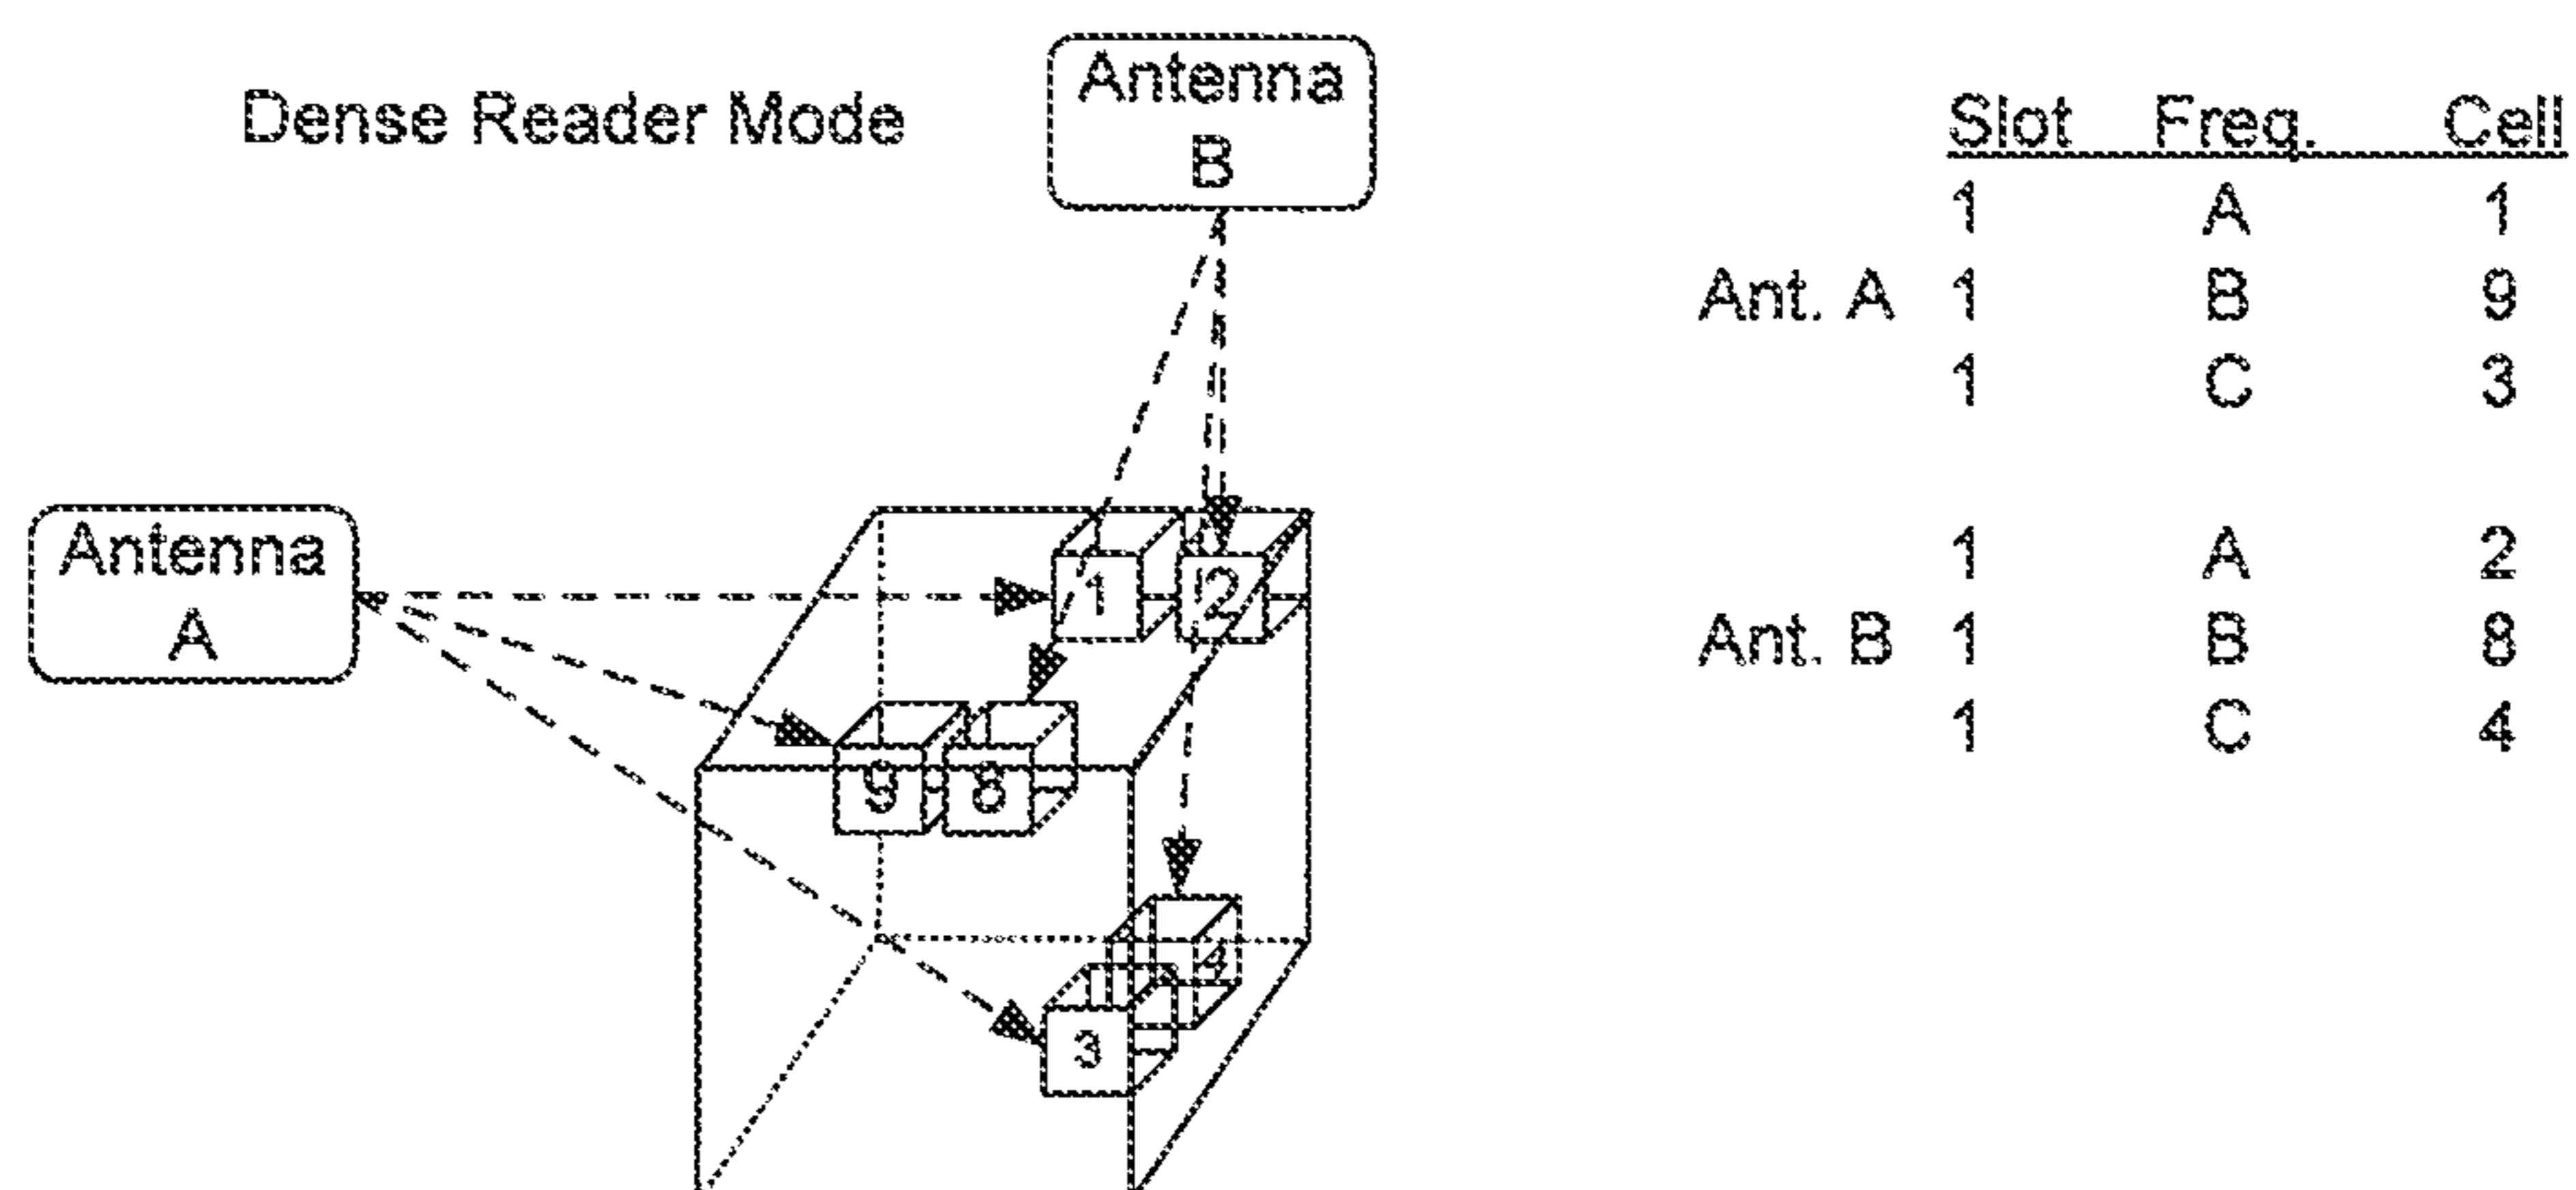 Dense Reader Mode
Antenna
B
Antenna
A
1
2
9
8
4
3
Slot Freq. Cell
1 A 1
Ant. A 1 B 9
1 C 3
1 A 2
Ant. B 1 B 8
1 C 4